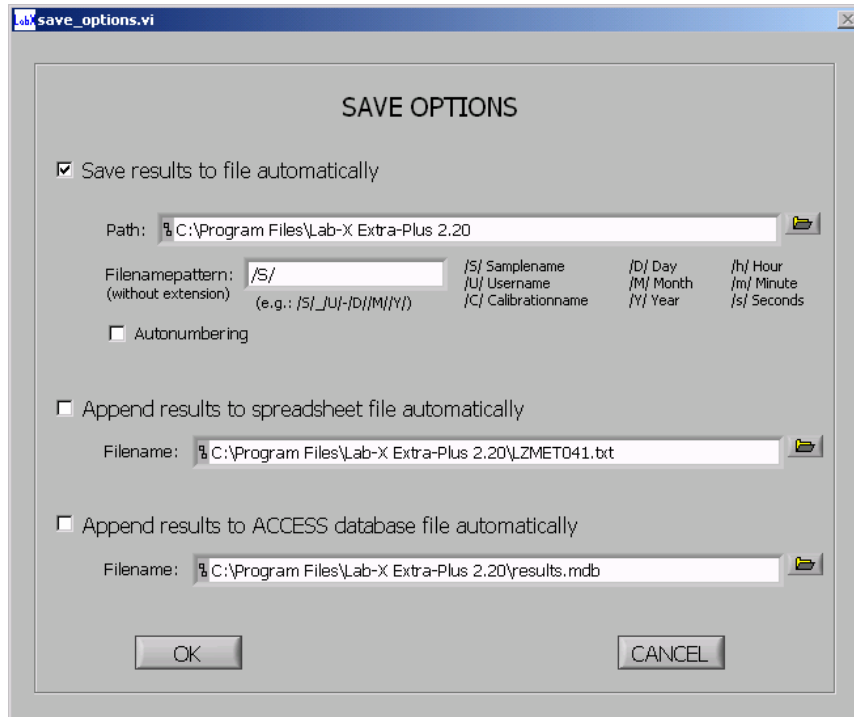 LabX save_options.vi
SAVE OPTIONS
Save results to file automatically
Path: C:\Program Files\Lab-X Extra-Plus 2.20
Filenamepattern: /S/
(without extension)
(e.g.: /S/_/U/-/D//M//Y/)
/S/ Samplename /D/ Day /h/ Hour
/U/ Username /M/ Month /m/ Minute
/C/ Calibrationname /Y/ Year /s/ Seconds
Autonumbering
Append results to spreadsheet file automatically
Filename: C:\Program Files\Lab-X Extra-Plus 2.20\LZMET041.txt
Append results to ACCESS database file automatically
Filename: C:\Program Files\Lab-X Extra-Plus 2.20\results.mdb
OK CANCEL